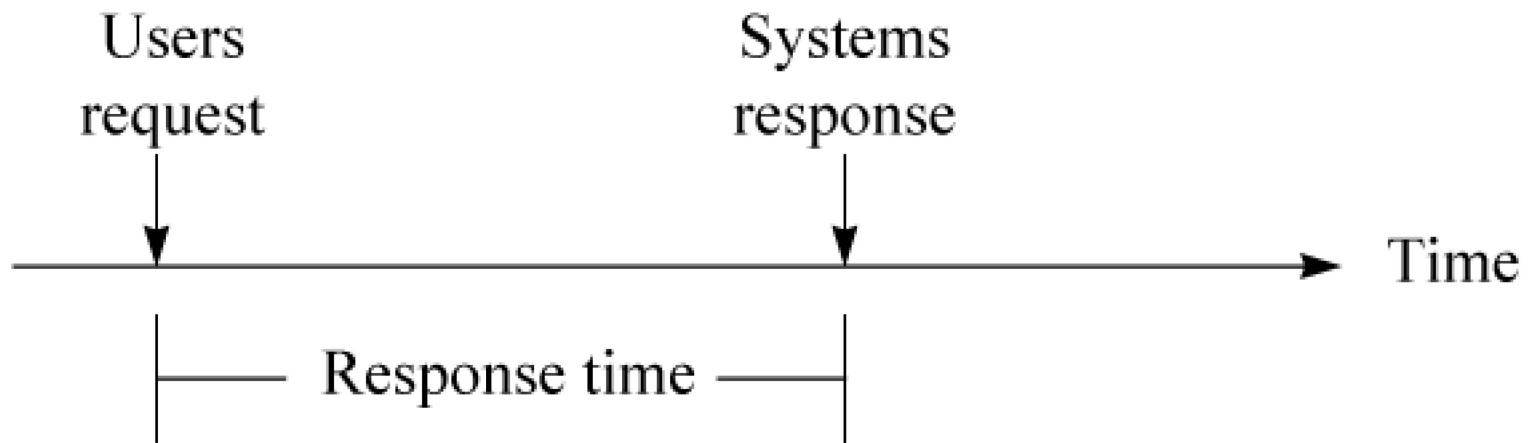 Users
request
Systems
response
Time
Response time